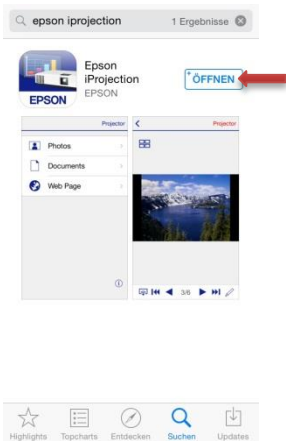 epson iprojection
1 Ergebnisse
Epson
iProjection
EPSON
EPSON
+ ÖFFNEN
Projector
Photos
Documents
Web Page
Projector
3/6
Highlights Topcharts Entdecken Suchen Updates